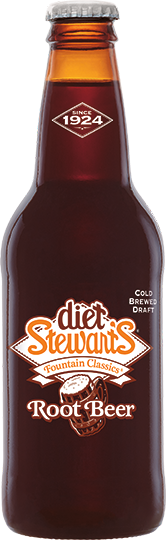 SINCE
1924
COLD
BREWED
DRAFT
diet
Stewart's
Fountain Classics®
Root Beer